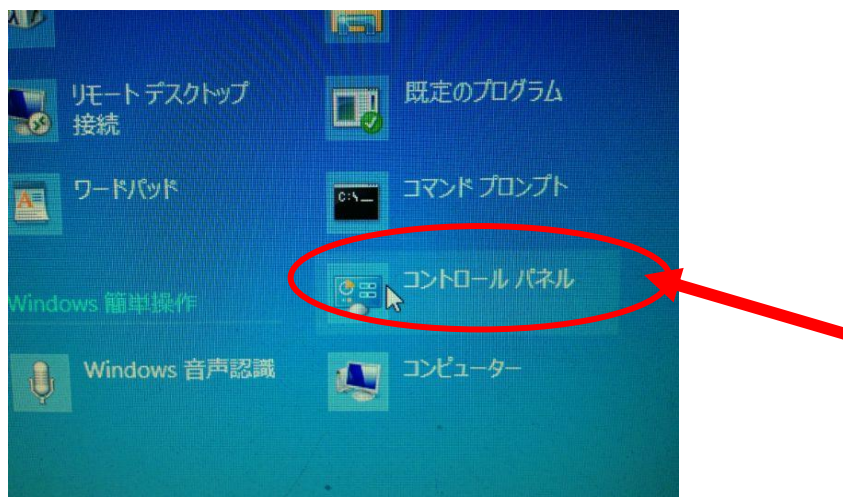 リモート デスクトップ
接続
既定のプログラム
ワードパッド
C:\_
コマンド プロンプト
コントロール パネル
Windows 簡単操作
Windows 音声認識
コンピューター